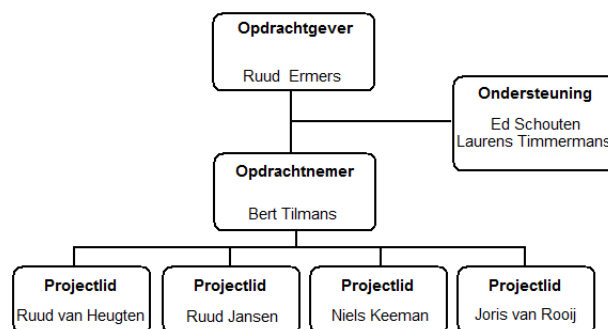 Opdrachtgever
Ruud Ermers
Ondersteuning
Ed Schouten
Laurens Timmermans
Opdrachtnemer
Bert Tilmans
Projectlid
Ruud van Heugten
Projectlid
Ruud Jansen
Projectlid
Niels Keeman
Projectlid
Joris van Rooij